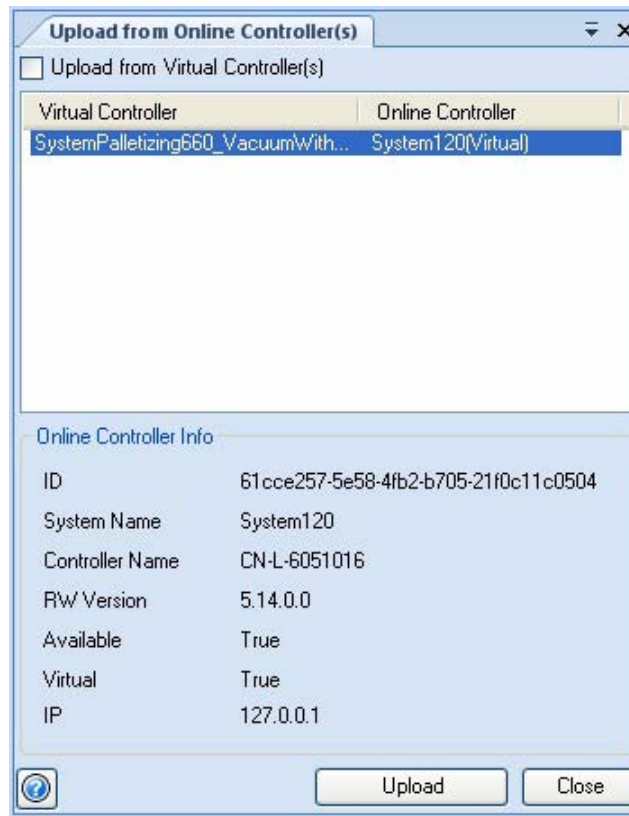 Upload from Online Controller(s)
Upload from Virtual Controller(s)
Virtual Controller Online Controller
SystemPalletizing660_VacuumWith... System120(Virtual)
Online Controller Info
ID 61cce257-5e58-4fb2-b705-21f0c11c0504
System Name System120
Controller Name CN-L-6051016
RW Version 5.14.0.0
Available True
Virtual True
IP 127.0.0.1
Upload Close